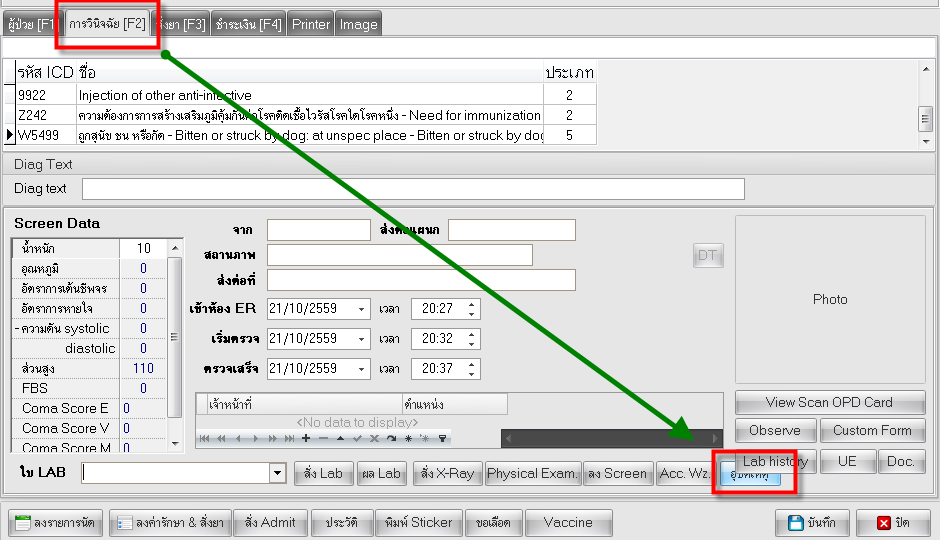 ผู้ป่วย [F1 การวินิจฉัย [F2] สั่งยา [F3] ชำระเงิน [F4] Printer Image
รหัส ICD ชื่อ ประเภท
9922 Injection of other anti-infective 2
Z242 ความต้องการการสร้างเสริมภูมิคุ้มกันต่อโรคติดเชื้อไวรัสโรคใดโรคหนึ่ง - Need for immunization 2
W5499 ถูกสุนัข ชน หรือกัด - Bitten or struck by dog: at unspec place - Bitten or struck by dog 5
Diag Text
Diag text
Screen Data
น้ำหนัก 10
อุณหภูมิ 0
อัตราการเต้นชีพจร 0
อัตราการหายใจ 0
-ความดัน systolic 0
diastolic 0
ส่วนสูง 110
FBS 0
Coma Score E 0
Coma Score V 0
Coma Score M 0
จาก ส่งต่อแผนก
สถานภาพ
ส่งต่อที่
เข้าห้อง ER 21/10/2559 เวลา 20:27
เริ่มตรวจ 21/10/2559 เวลา 20:32
ตรวจเสร็จ 21/10/2559 เวลา 20:37
DT
Photo
เจ้าหน้าที่ ตำแหน่ง
<No data to display>
View Scan OPD Card
Observe Custom Form
Lab history UE Doc.
ใบ LAB สั่ง Lab ผล Lab สั่ง X-Ray Physical Exam. ลง Screen Acc. Wz. อุบัติเหตุ
ลงรายการนัด ลงค่ารักษา & สั่งยา สั่ง Admit ประวัติ พิมพ์ Sticker ขอเลือด Vaccine บันทึก ปิด